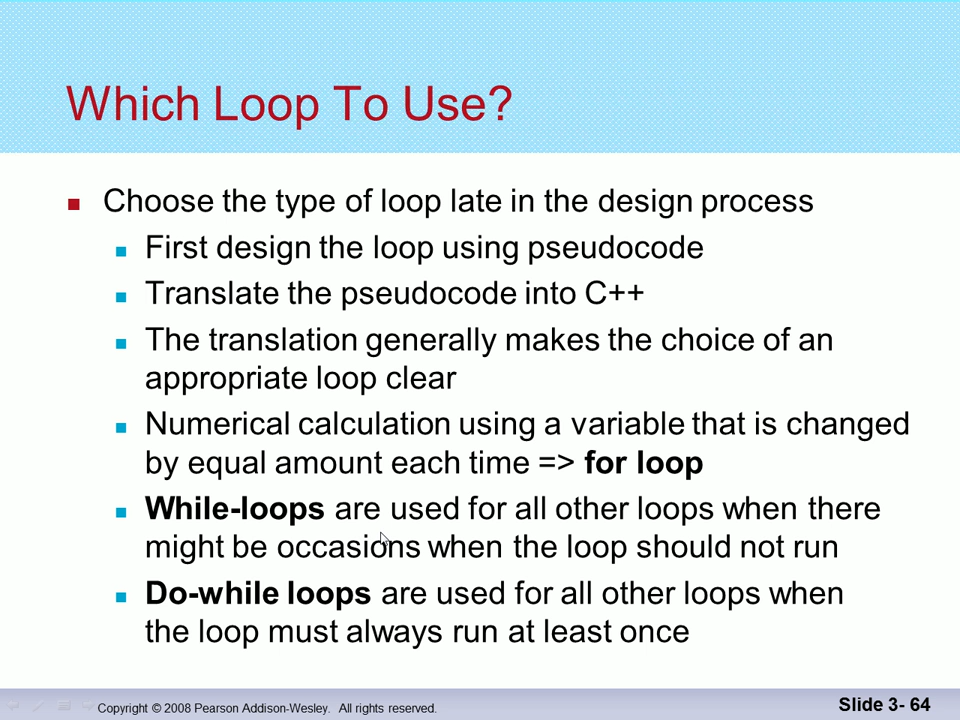 Which Loop To Use?
Choose the type of loop late in the design process
First design the loop using pseudocode
Translate the pseudocode into C++
The translation generally makes the choice of an
appropriate loop clear
Numerical calculation using a variable that is changed
by equal amount each time => for loop
While-loops are used for all other loops when there
might be occasions when the loop should not run
Do-while loops are used for all other loops when
the loop must always run at least once
Copyright © 2008 Pearson Addison-Wesley. All rights reserved.
Slide 3- 64